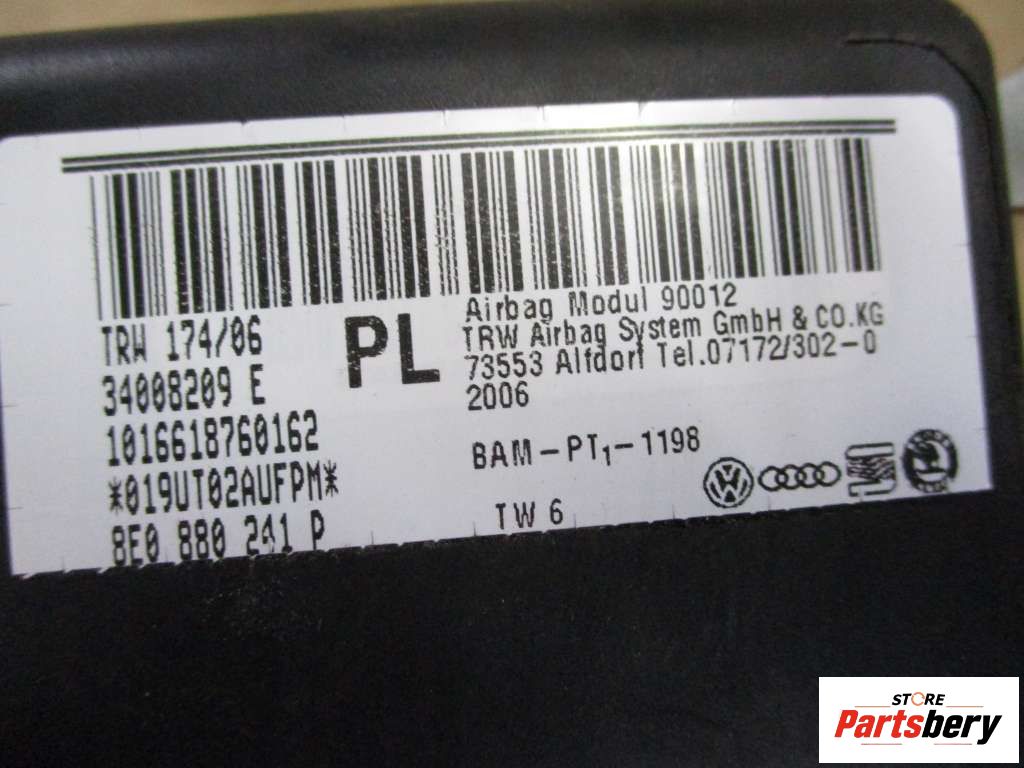 TRW 174/06
34008209 E
1016618760162
*019UT02AUFPM*
8E0 880 241 P
PL
Airbag Modul 90012
TRW Airbag System GmbH & CO.KG
73553 Alfdorf Tel.07172/302-0
2006
BAM-PT1-1198
TW 6
STORE
Partsbery